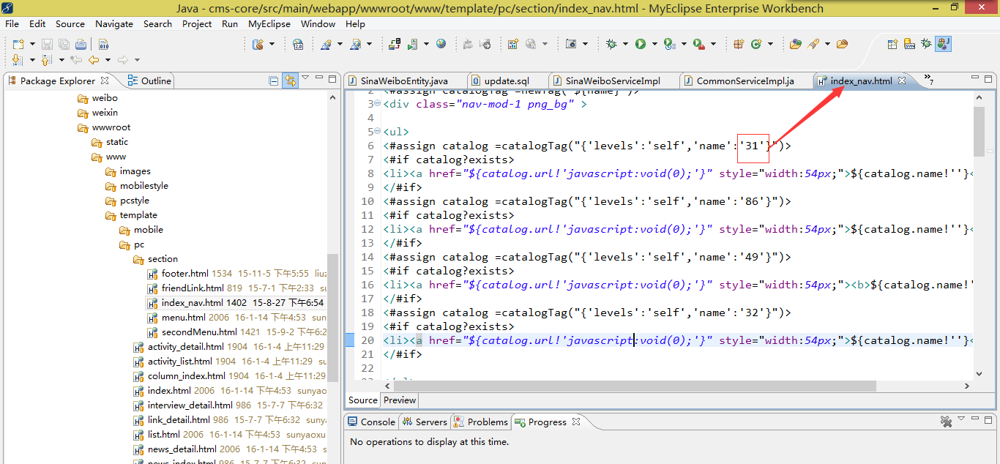 Java - cms-core/src/main/webapp/wwwroot/www/template/pc/section/index_nav.html - MyEclipse Enterprise Workbench
File Edit Source Navigate Search Project Run MyEclipse Window Help
Package Explorer Outline
weibo
weixin
wwwroot
static
www
images
mobilestyle
pcstyle
template
mobile
pc
section
footer.html 1534 15-11-5 下午5:55 liuz
friendLink.html 819 15-7-1 下午2:33 su
index_nav.html 1402 15-8-27 下午6:54
menu.html 2006 16-1-14 下午4:53 sun
secondMenu.html 1421 15-9-2 下午6:2
activity_detail.html 1904 16-1-4 上午11:29
activity_list.html 1904 16-1-4 上午11:29 su
column_index.html 1904 16-1-4 上午11:29
index.html 2006 16-1-14 下午4:53 sunyao
interview_detail.html 986 15-7-7 下午6:32
link_detail.html 986 15-7-7 下午6:32 suny
list.html 2006 16-1-14 下午4:53 sunyaoxu
news_detail.html 2006 16-1-14 下午4:53 s
news_index.html 986 15-7-7 下午6:32 su
SinaWeiboEntity.java update.sql SinaWeiboServiceImpl CommonServiceImpl.ja index_nav.html 7
2 <#assign catalogTag =newTag("${name}")>
3 <div class="nav-mod-1 png_bg" >
4
5 <ul>
6 <#assign catalog =catalogTag("{'levels':'self','name':'31'}")>
7 <#if catalog?exists>
8 <li><a href="${catalog.url!'javascript:void(0);'}" style="width:54px;">${catalog.name!''}<
9 </#if>
10 <#assign catalog =catalogTag("{'levels':'self','name':'86'}")>
11 <#if catalog?exists>
12 <li><a href="${catalog.url!'javascript:void(0);'}" style="width:54px;">${catalog.name!''}<
13 </#if>
14 <#assign catalog =catalogTag("{'levels':'self','name':'49'}")>
15 <#if catalog?exists>
16 <li><a href="${catalog.url!'javascript:void(0);'}" style="width:54px;"><b>${catalog.name!'
17 </#if>
18 <#assign catalog =catalogTag("{'levels':'self','name':'32'}")>
19 <#if catalog?exists>
20 <li><a href="${catalog.url!'javascript:void(0);'}" style="width:54px;">${catalog.name!''}<
21 </#if>
22
Source Preview
Console Servers Problems Progress
No operations to display at this time.